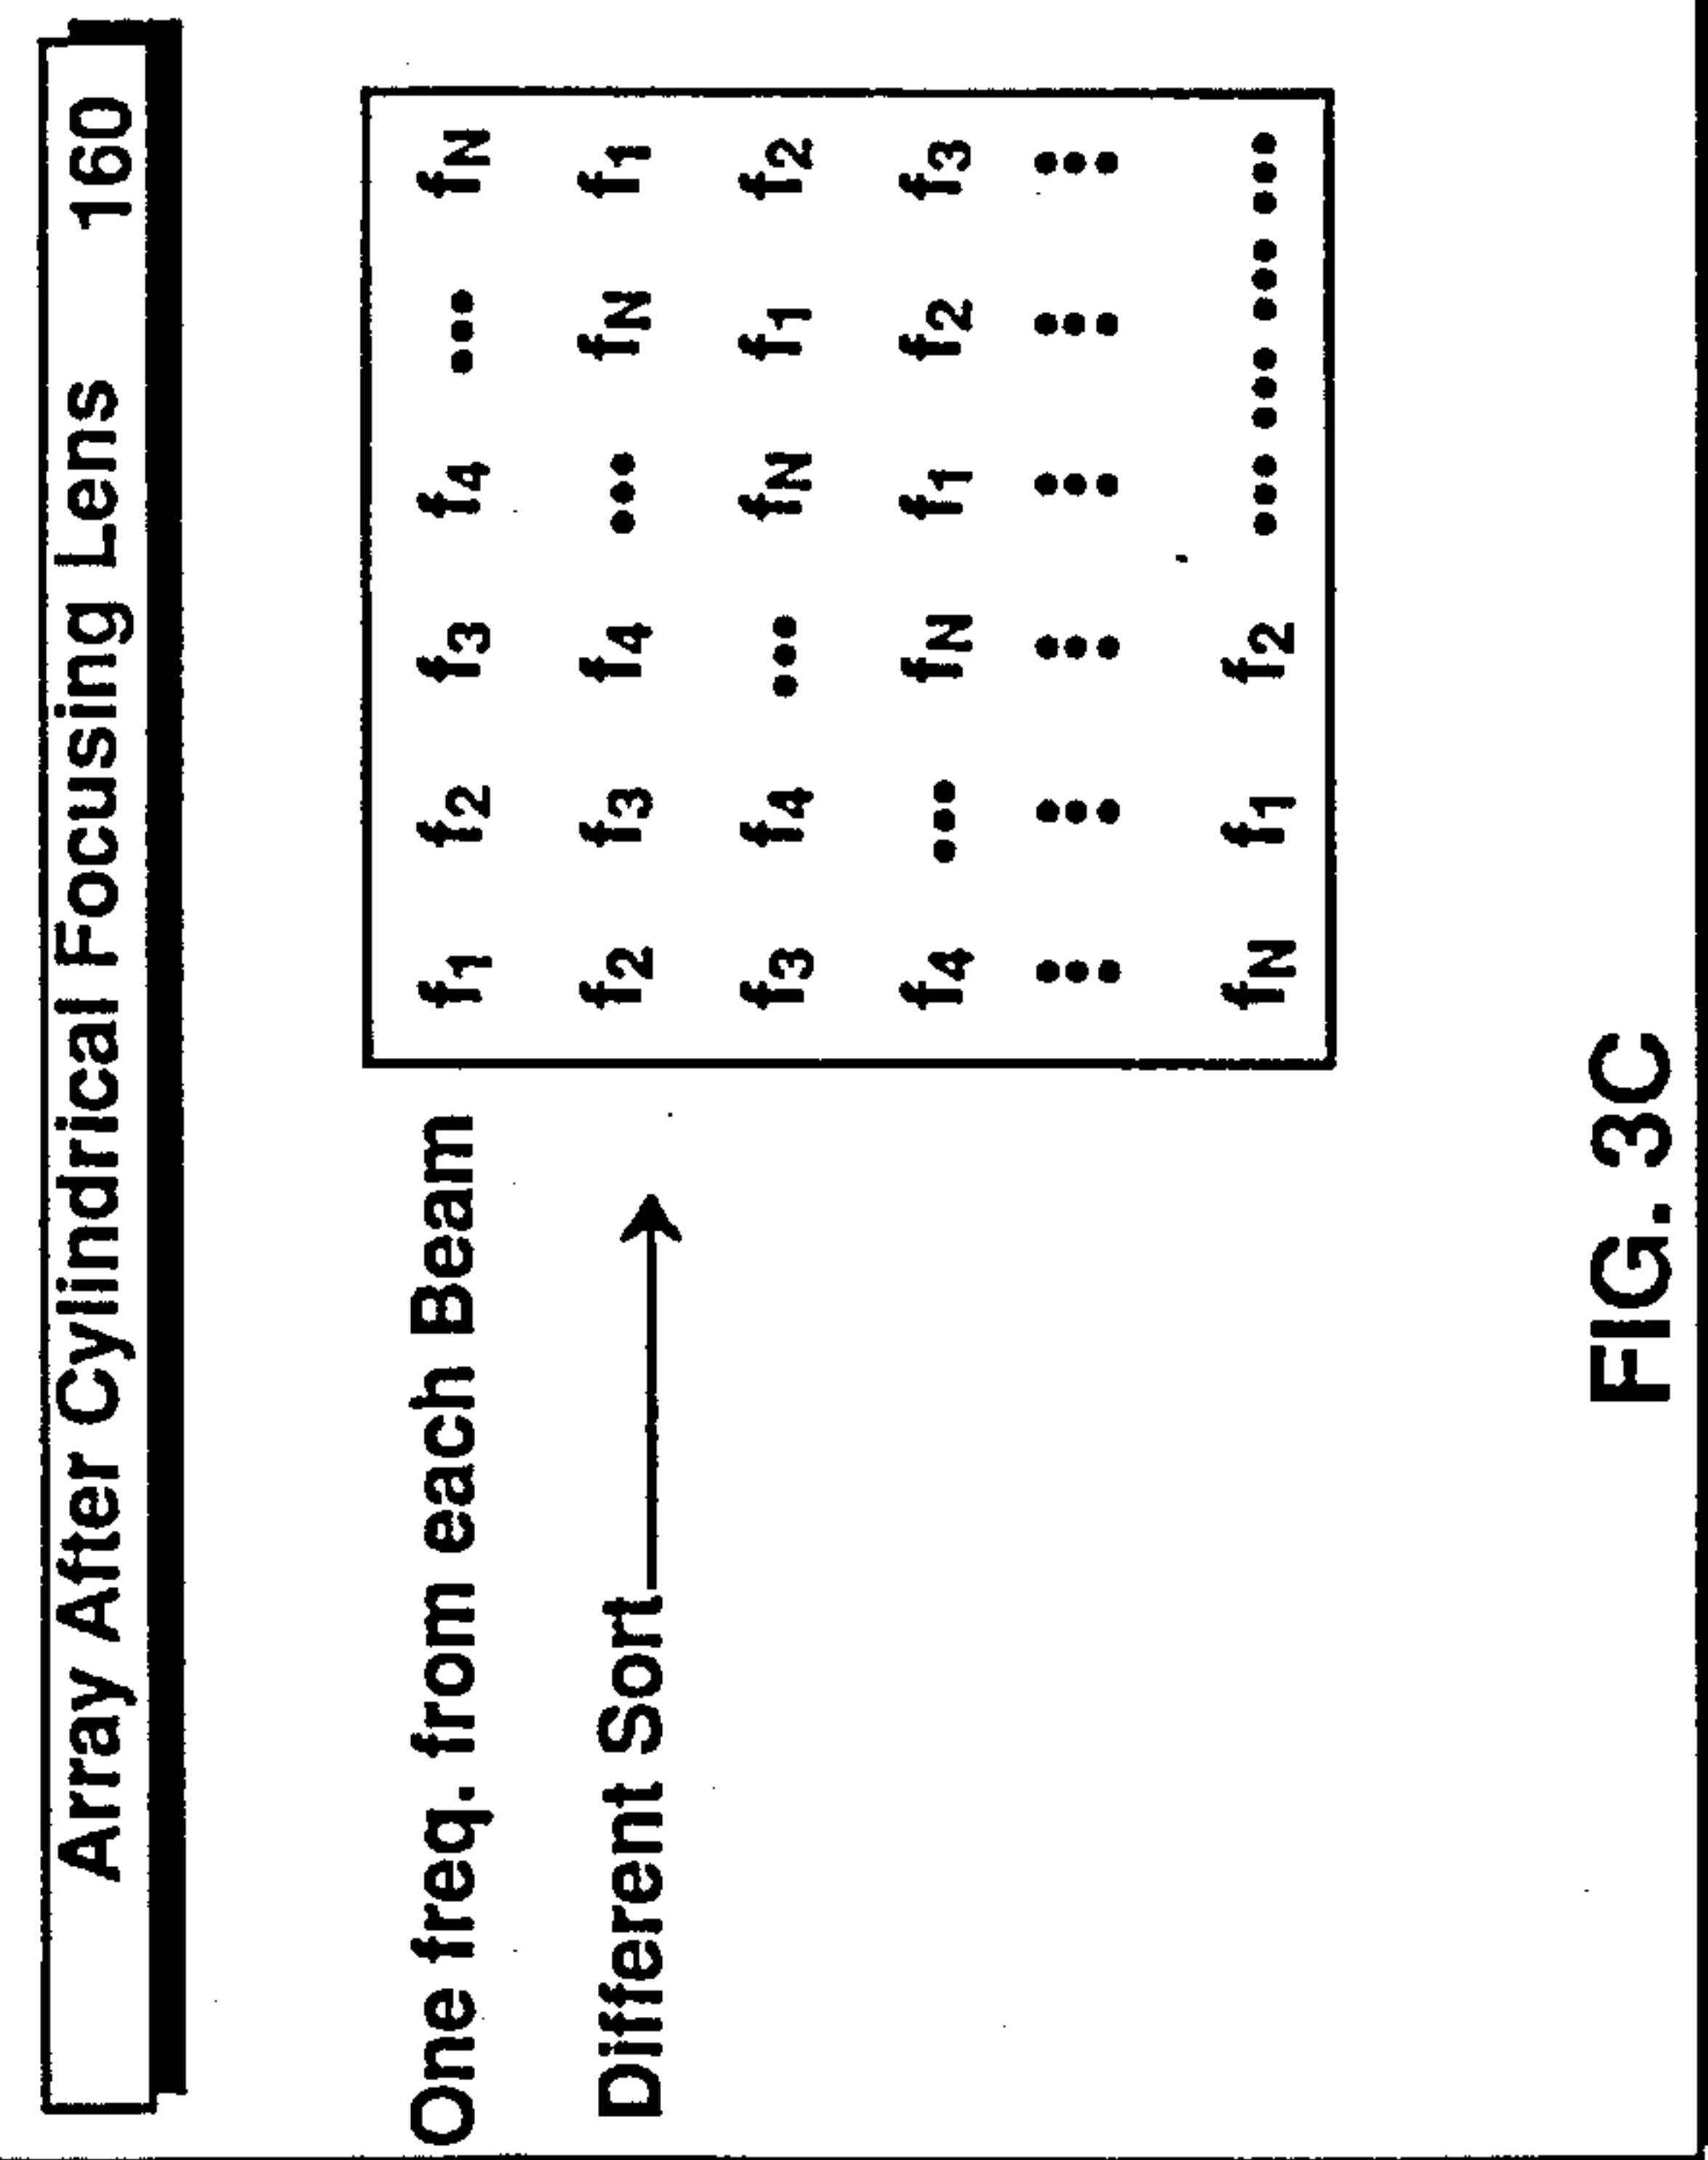 Array After Cylindrical Focusing Lens 160
One freq. from each Beam
Different Sort
f1 f2 f3 f4 ••• fN
f2 f3 f4 ••• fN f1
f3 f4 ••• fN f1 f2
f4 ••• fN f1 f2 f3
••• ••• ••• ••• ••• •••
fN f1 f2 ••• ••• ••• •••
FIG. 3C